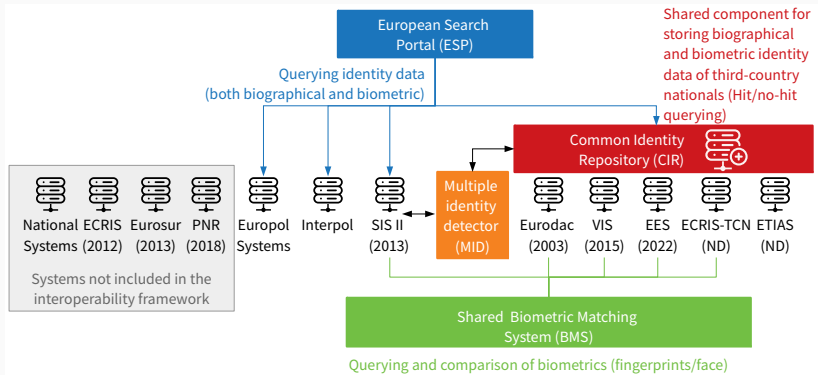 European Search
Portal (ESP)
Shared component for
storing biographical
and biometric identity
data of third-country
nationals (Hit/no-hit
querying)
Querying identity data
(both biographical and biometric)
Common Identity
Repository (CIR)
Multiple
identity
detector
(MID)
National
Systems
ECRIS
(2012)
Eurosur
(2013)
PNR
(2018)
Europol
Systems
Interpol
SIS II
(2013)
Eurodac
(2003)
VIS
(2015)
EES
(2022)
ECRIS-TCN
(ND)
ETIAS
(ND)
Systems not included in the
interoperability framework
Shared Biometric Matching
System (BMS)
Querying and comparison of biometrics (fingerprints/face)